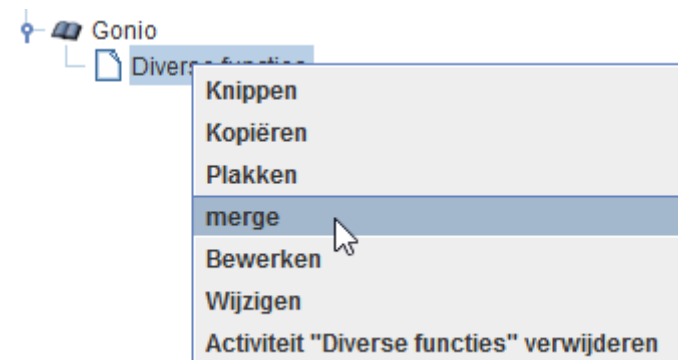 Gonio
Diverse functies
Knippen
Kopiëren
Plakken
merge
Bewerken
Wijzigen
Activiteit "Diverse functies" verwijderen